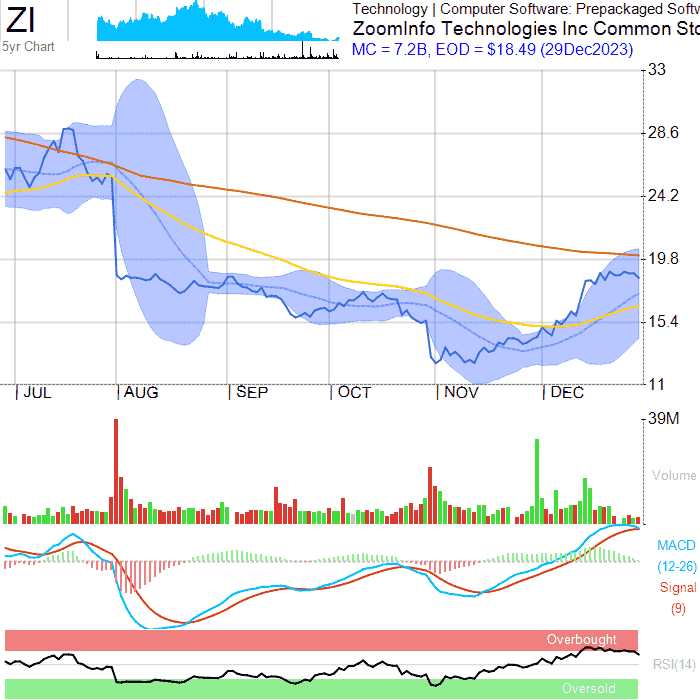 ZI
5yr Chart
Technology | Computer Software: Prepackaged Softw
ZoomInfo Technologies Inc Common Sto
MC = 7.2B, EOD = $18.49 (29Dec2023)
33
28.6
24.2
19.8
15.4
11
JUL AUG SEP OCT NOV DEC
39M
Volume
MACD
(12-26)
Signal
(9)
Overbought
RSI(14)
Oversold